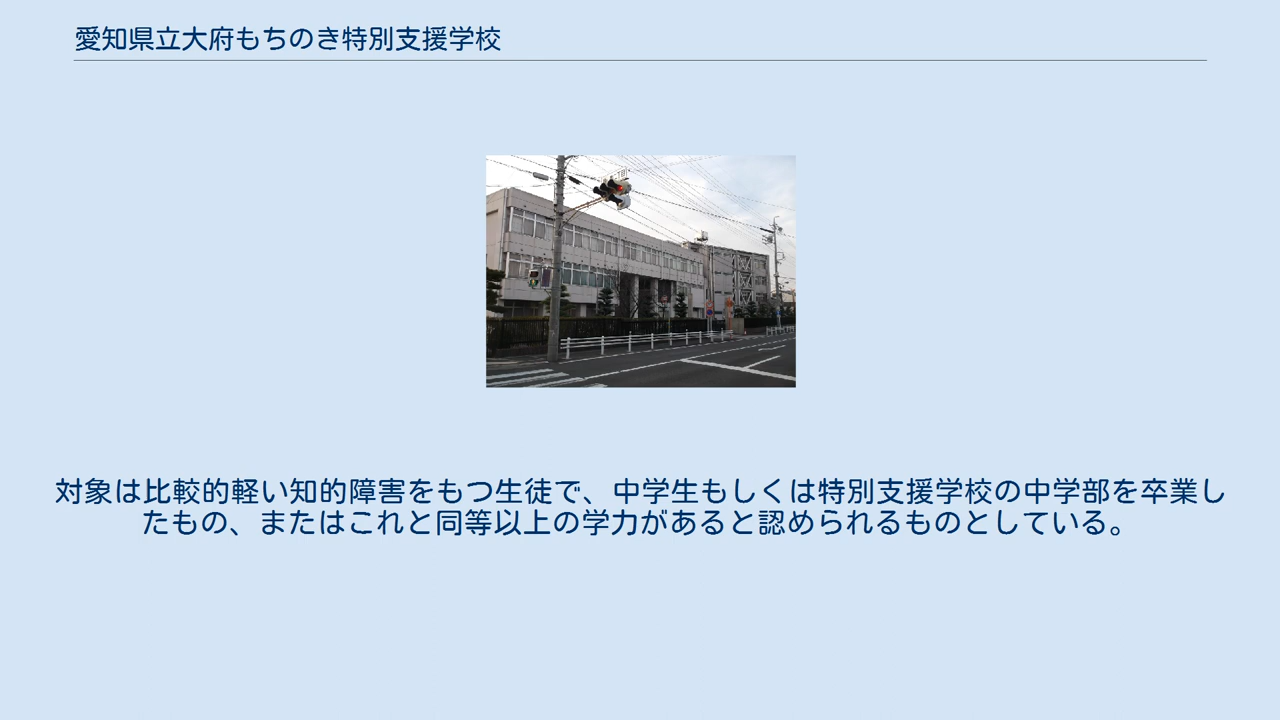 愛知県立大府もちのき特別支援学校
対象は比較的軽い知的障害をもつ生徒で、中学生もしくは特別支援学校の中学部を卒業し
たもの、またはこれと同等以上の学力があると認められるものとしている。